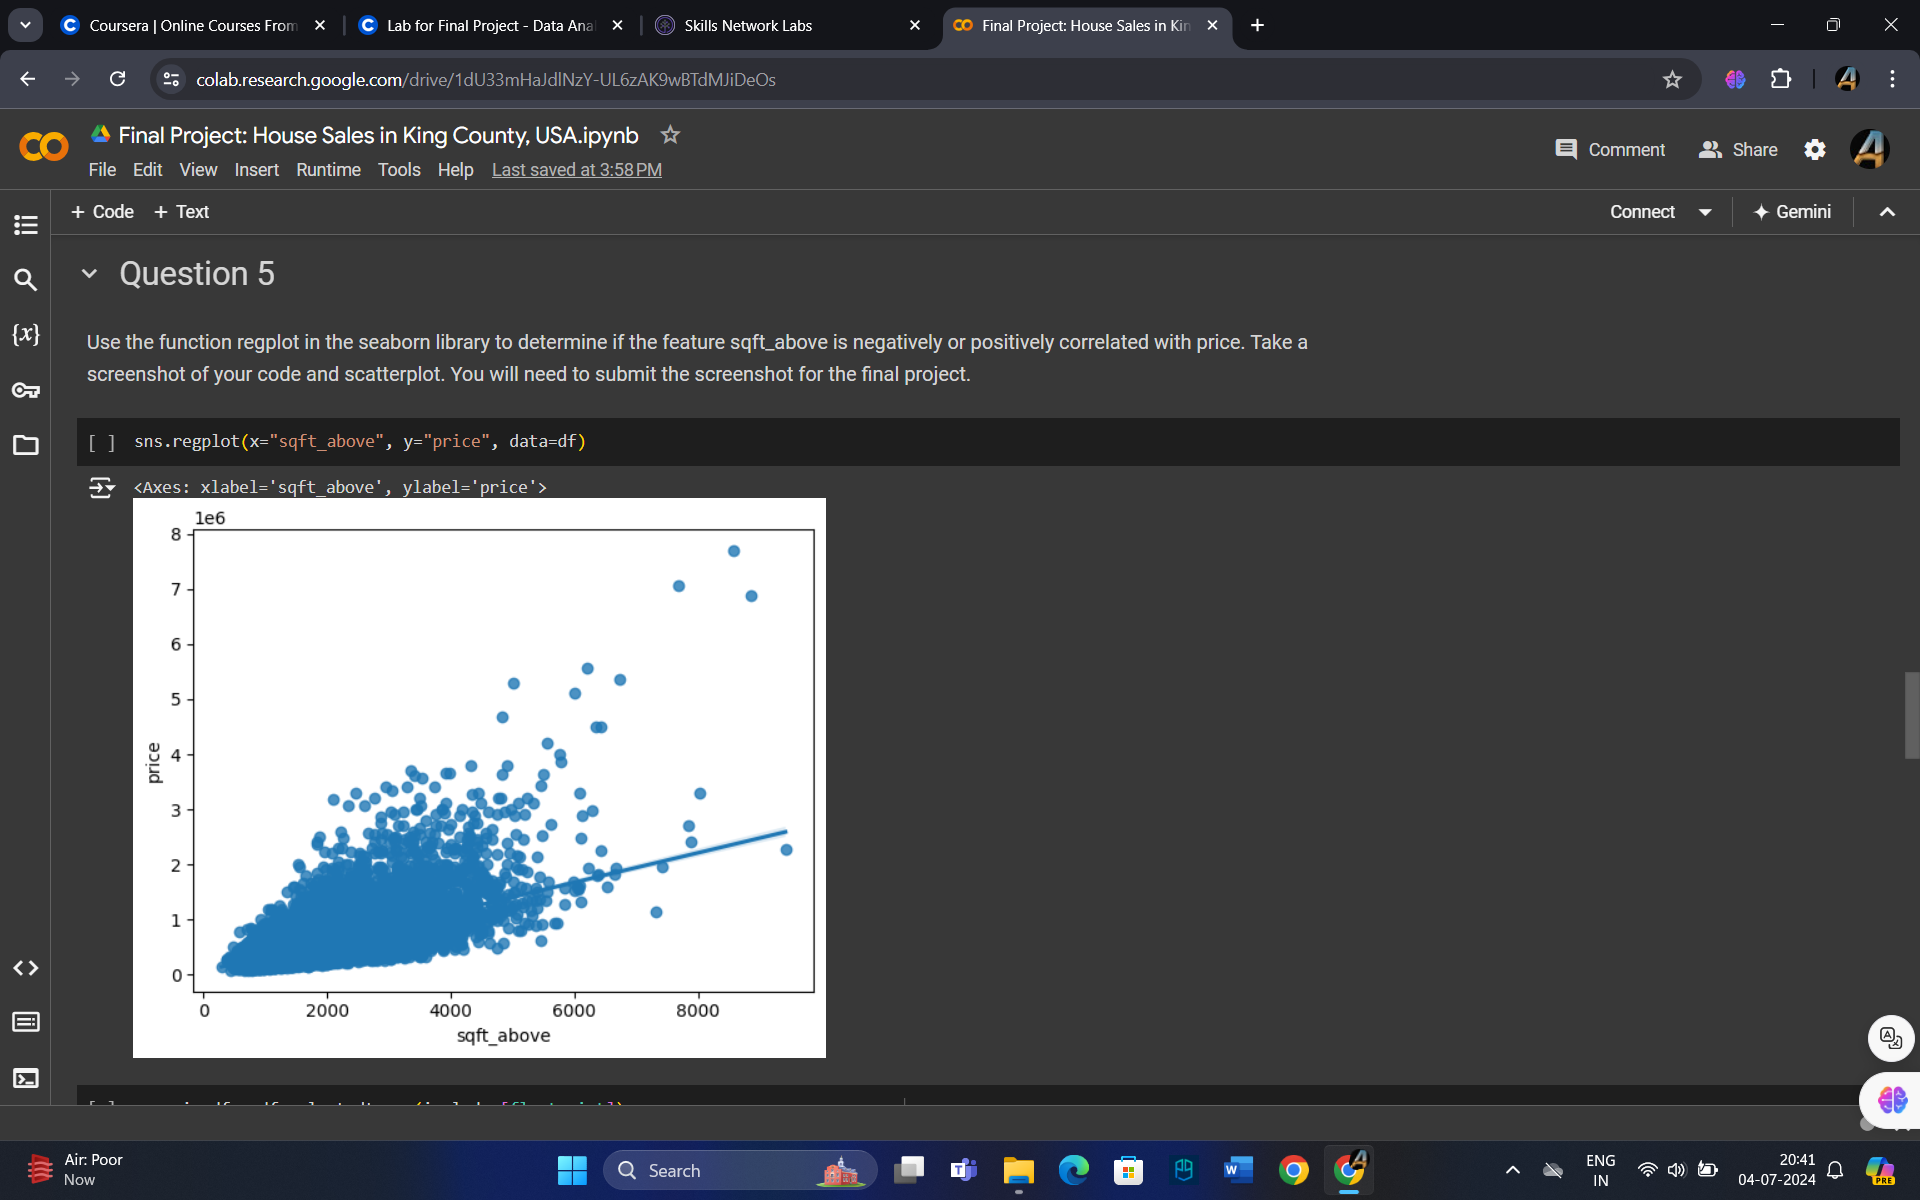 Coursera | Online Courses From
Lab for Final Project - Data Ana
Skills Network Labs
Final Project: House Sales in Kin
colab.research.google.com/drive/1dU33mHaJdlNzY-UL6zAK9wBTdMJiDeOs
Final Project: House Sales in King County, USA.ipynb
Comment
Share
File Edit View Insert Runtime Tools Help Last saved at 3:58 PM
+ Code + Text
Connect
Gemini
Question 5
Use the function regplot in the seaborn library to determine if the feature sqft_above is negatively or positively correlated with price. Take a
screenshot of your code and scatterplot. You will need to submit the screenshot for the final project.
[ ] sns.regplot(x="sqft_above", y="price", data=df)
<Axes: xlabel='sqft_above', ylabel='price'>
1e6
8
7
6
5
4
3
2
1
0
price
0 2000 4000 6000 8000
sqft_above
Air: Poor
Now
Search
ENG
IN
20:41
04-07-2024
PRE